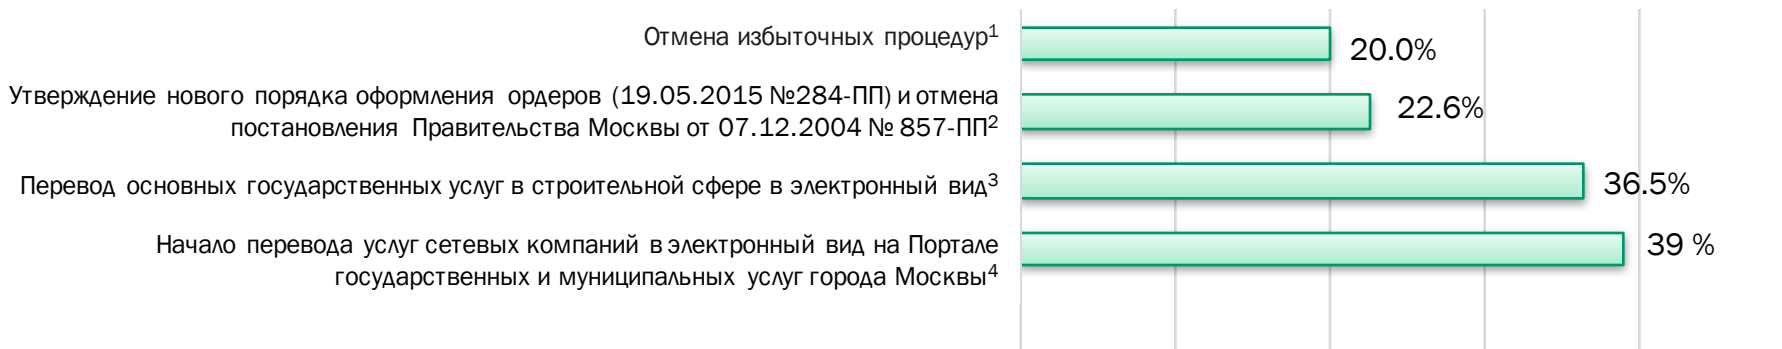 Отмена избыточных процедур¹
20.0%
Утверждение нового порядка оформления ордеров (19.05.2015 №284-ПП) и отмена
постановления Правительства Москвы от 07.12.2004 № 857-ПП²
22.6%
Перевод основных государственных услуг в строительной сфере в электронный вид³
36.5%
Начало перевода услуг сетевых компаний в электронный вид на Портале
государственных и муниципальных услуг города Москвы⁴
39 %